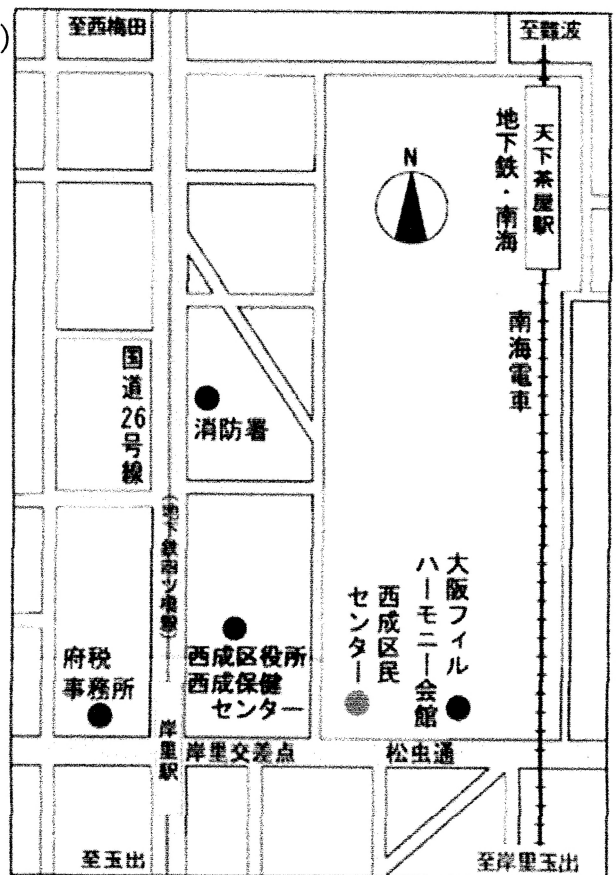 )
至西梅田
至難波
N
地下鉄・南海
天下茶屋駅
南海電車
国道26号線
消防署
(地下鉄四ツ橋線)
大阪フィル
ハーモニー会館
西成区民
センター
西成区役所
西成保健
センター
府税
事務所
岸里駅
岸里交差点
松虫通
至玉出
至岸里玉出